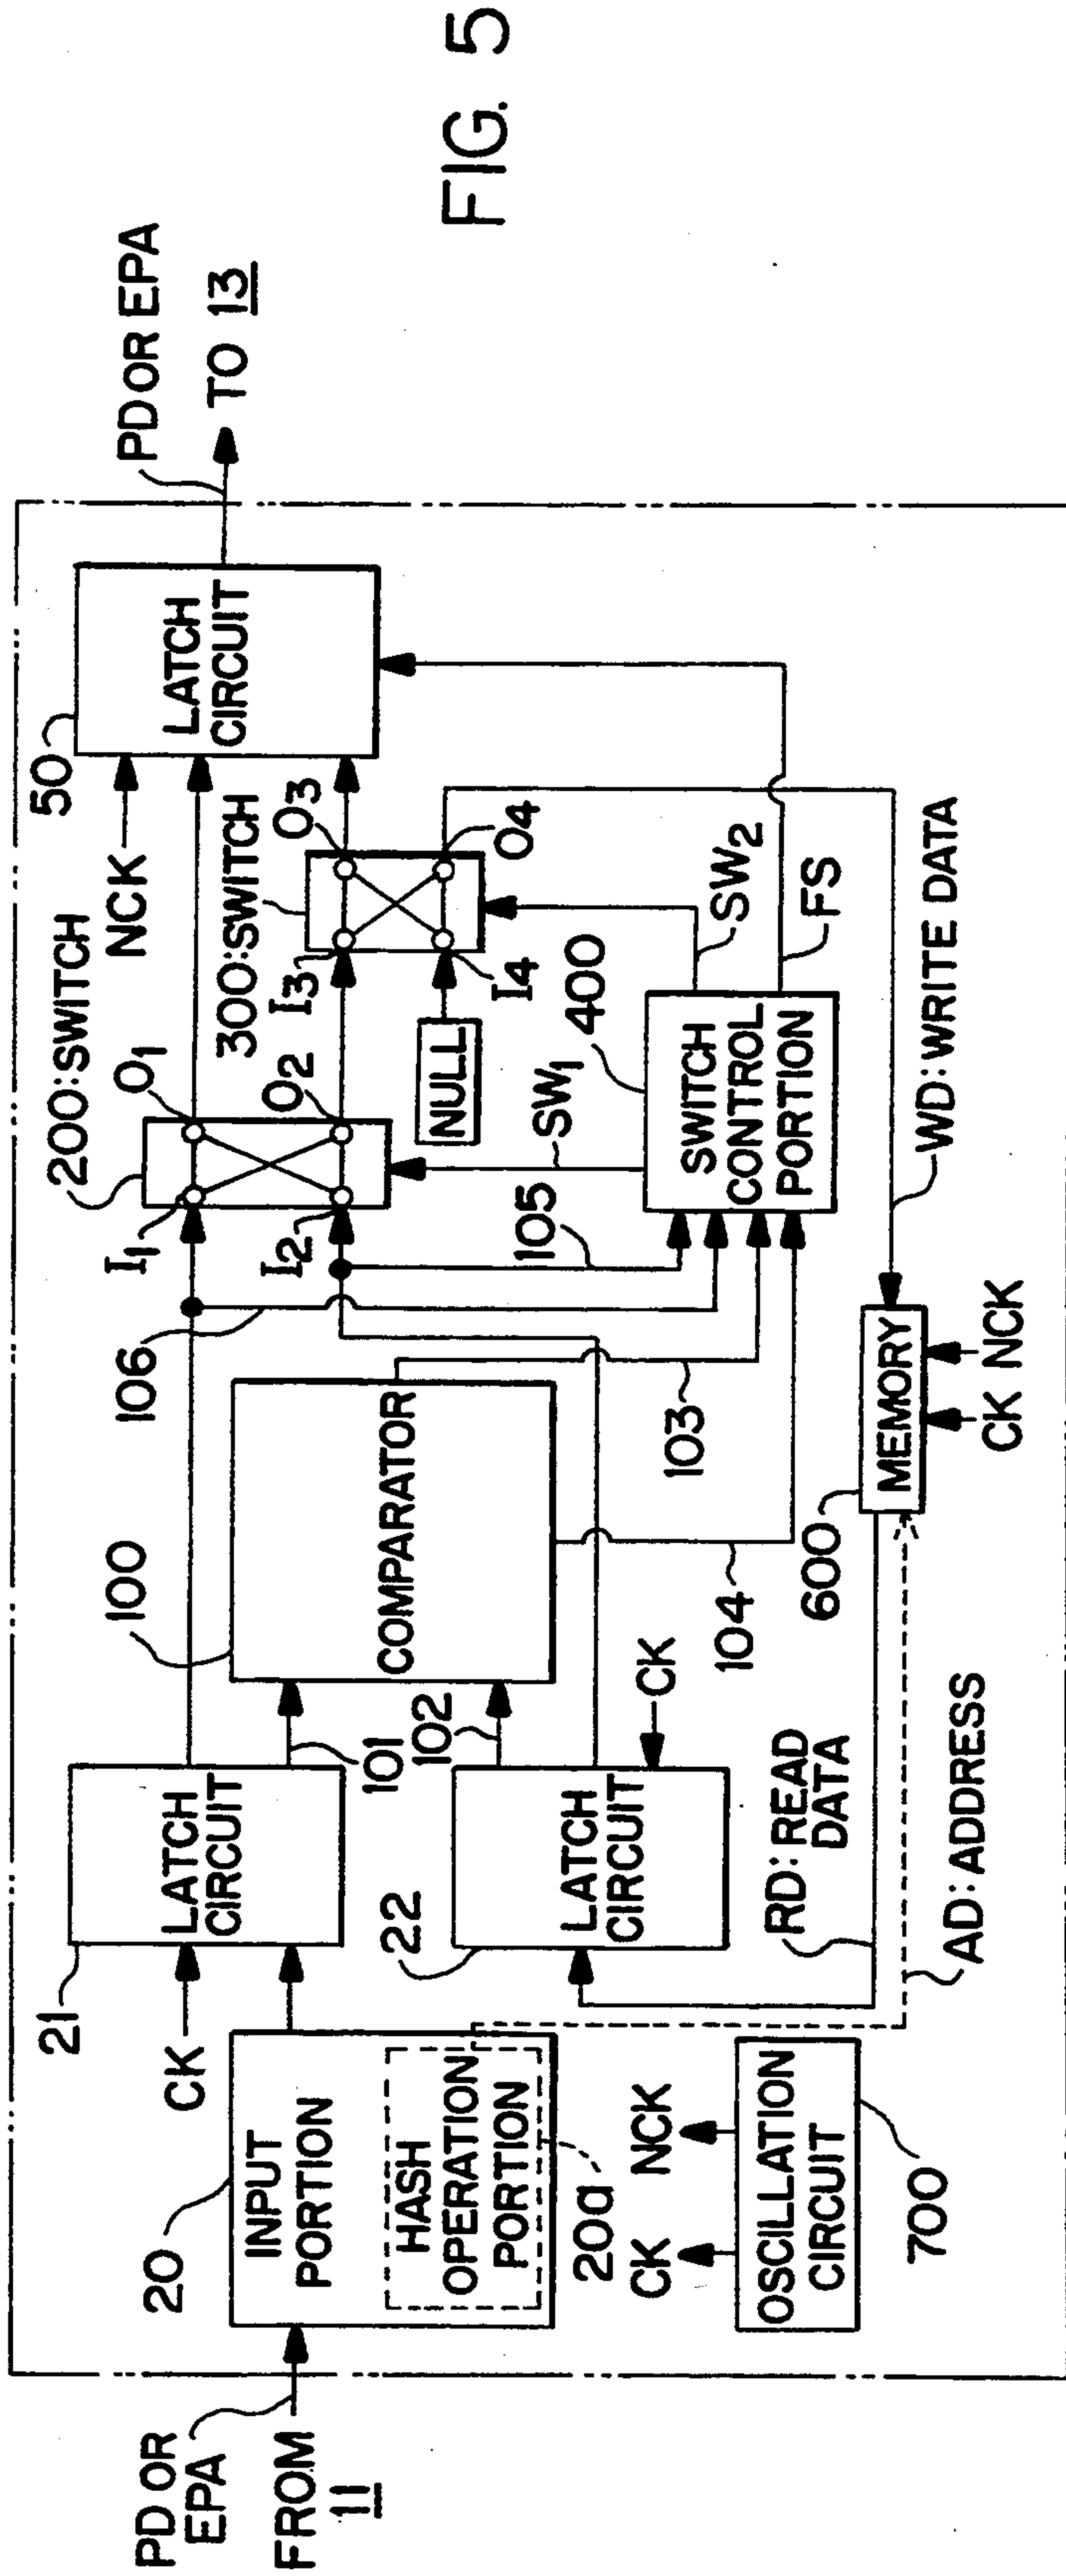 PD OR
EPA
FROM
11
20
INPUT
PORTION
HASH
OPERATION
PORTION
20a
CK
NCK
OSCILLATION
CIRCUIT
700
21
CK
LATCH
CIRCUIT
101
22
LATCH
CIRCUIT
102
CK
RD: READ
DATA
AD: ADDRESS
100
COMPARATOR
103
104
106
105
600
MEMORY
CK
NCK
WD: WRITE DATA
200: SWITCH
I1
O1
I2
O2
NULL
SW1
300: SWITCH
I3
O3
I4
O4
400
SWITCH
CONTROL
PORTION
SW2
FS
50
NCK
LATCH
CIRCUIT
PD OR EPA
TO 13
FIG. 5